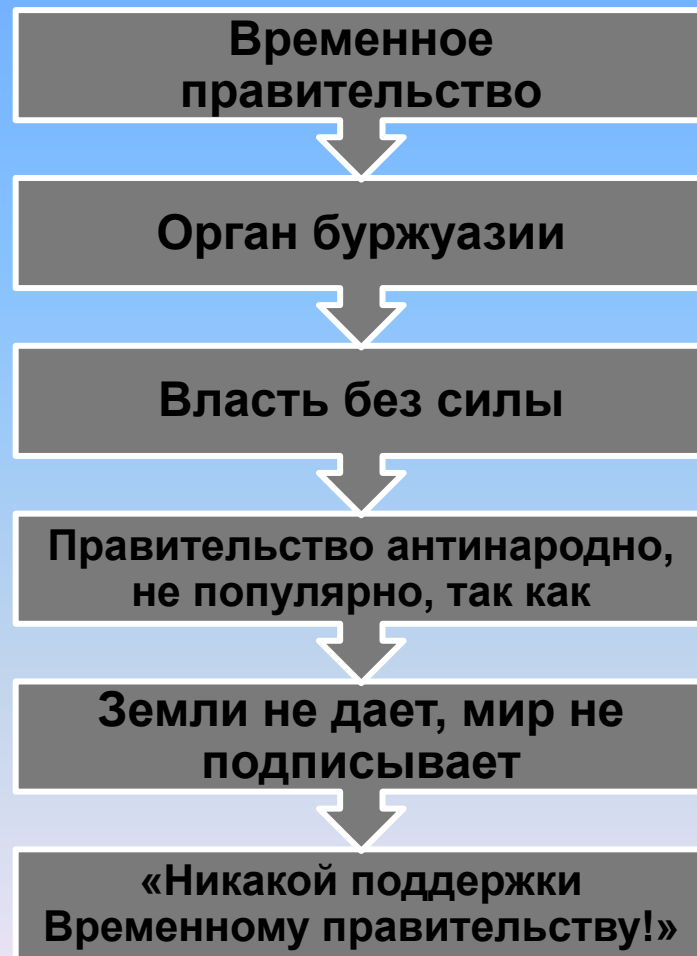 Временное
правительство
Орган буржуазии
Власть без силы
Правительство антинародно,
не популярно, так как
Земли не дает, мир не
подписывает
«Никакой поддержки
Временному правительству!»